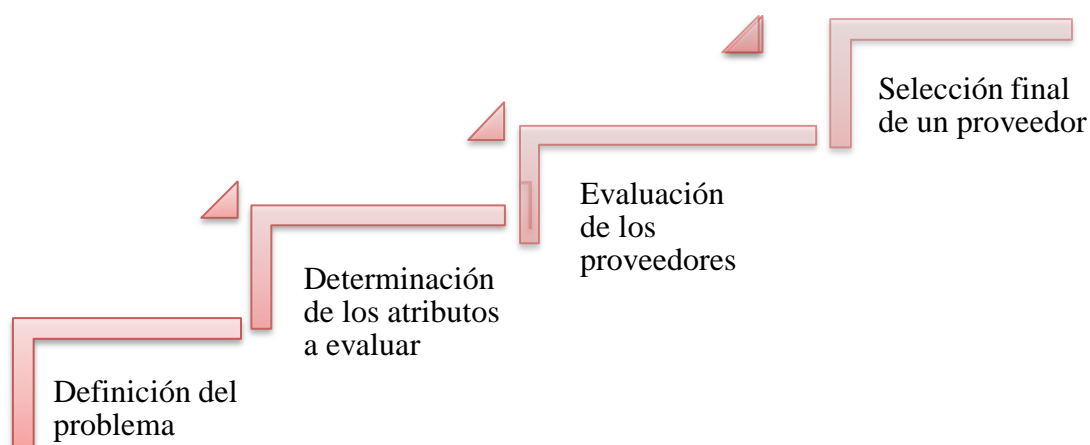 Selección final
de un proveedor
Evaluación
de los
proveedores
Determinación
de los atributos
a evaluar
Definición del
problema